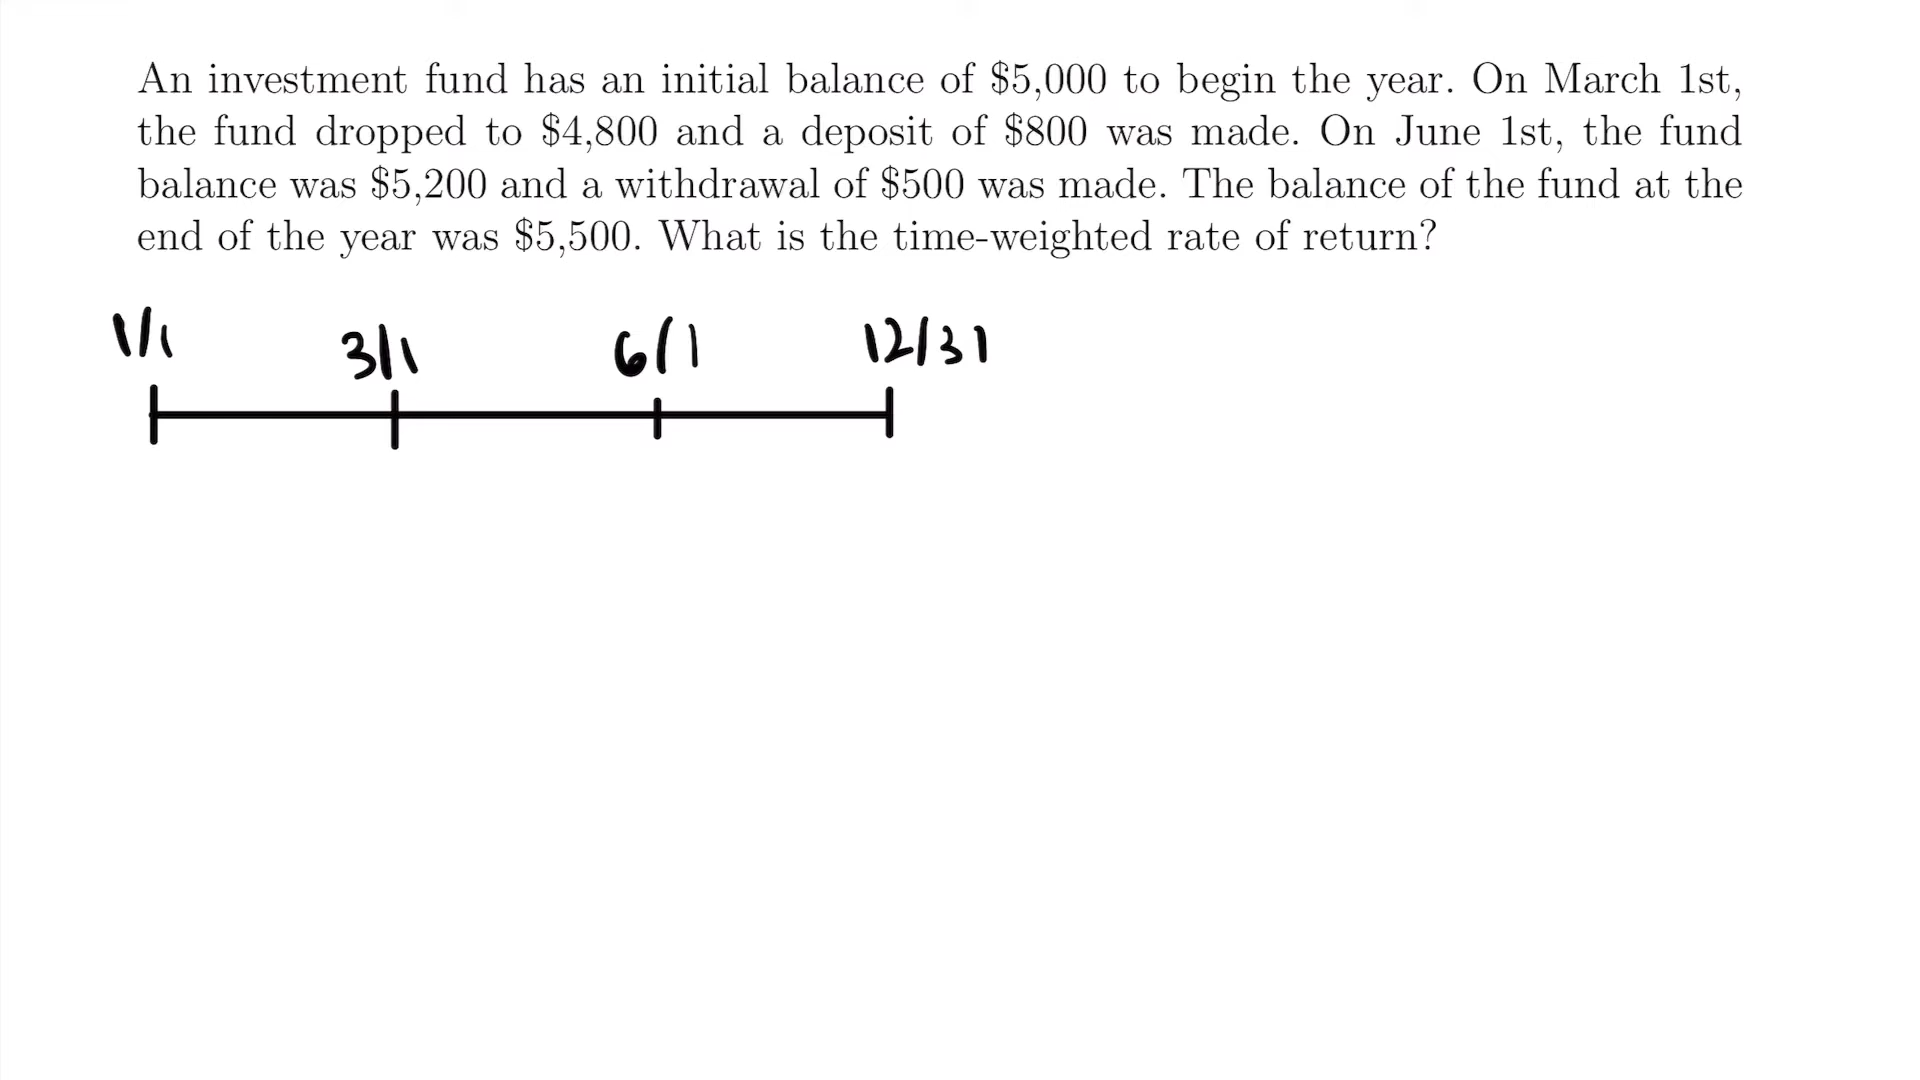 An investment fund has an initial balance of $5,000 to begin the year. On March 1st,
the fund dropped to $4,800 and a deposit of $800 was made. On June 1st, the fund
balance was $5,200 and a withdrawal of $500 was made. The balance of the fund at the
end of the year was $5,500. What is the time-weighted rate of return?
1/1 3/1 6/1 12/31